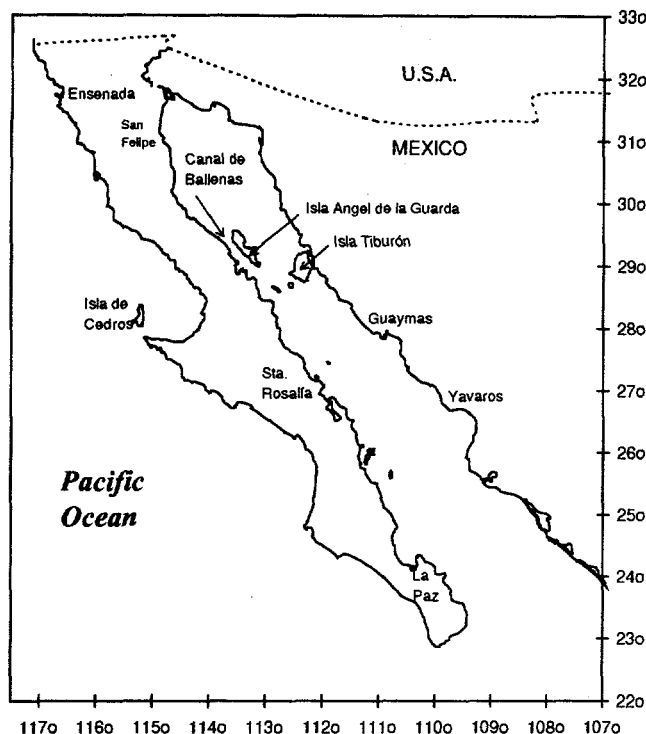 33o
U.S.A.
32o
Ensenada
San
Felipe
31o
MEXICO
Canal de
Ballenas
30o
Isla Angel de la Guarda
Isla Tiburón
29o
Isla de
Cedros
Guaymas
28o
Sta.
Rosalía
27o
Yavaros
26o
Pacific
Ocean
25o
24o
La
Paz
23o
22o
117o 116o 115o 114o 113o 112o 111o 110o 109o 108o 107o